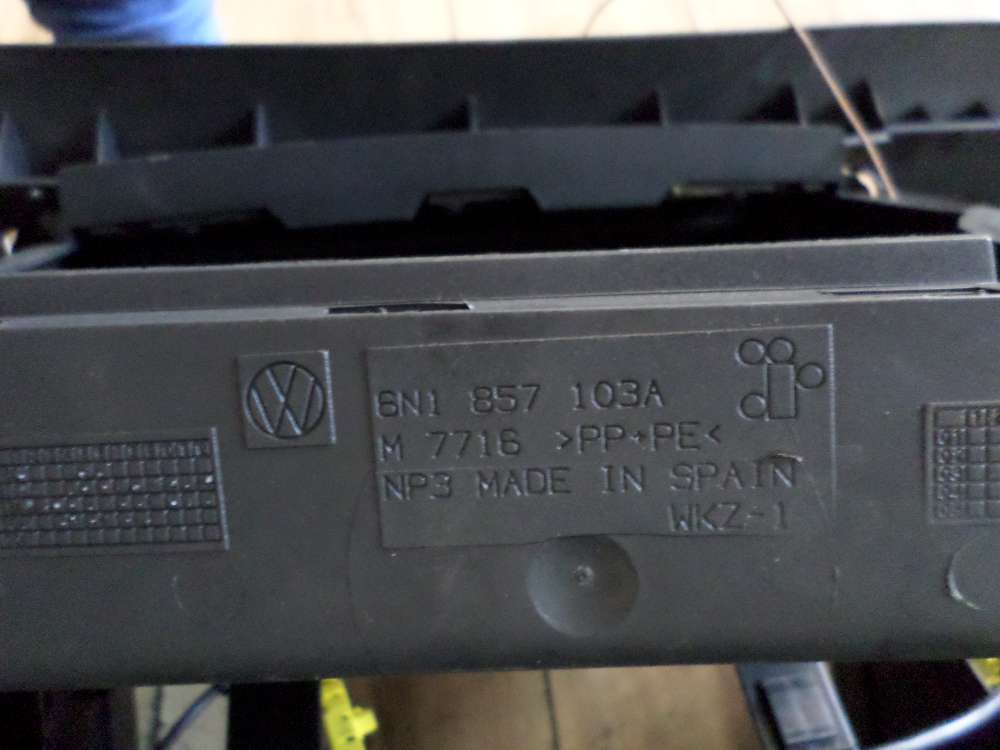 6N1 857 103A
M 7716 >PP+PE<
NP3 MADE IN SPAIN
WKZ-1